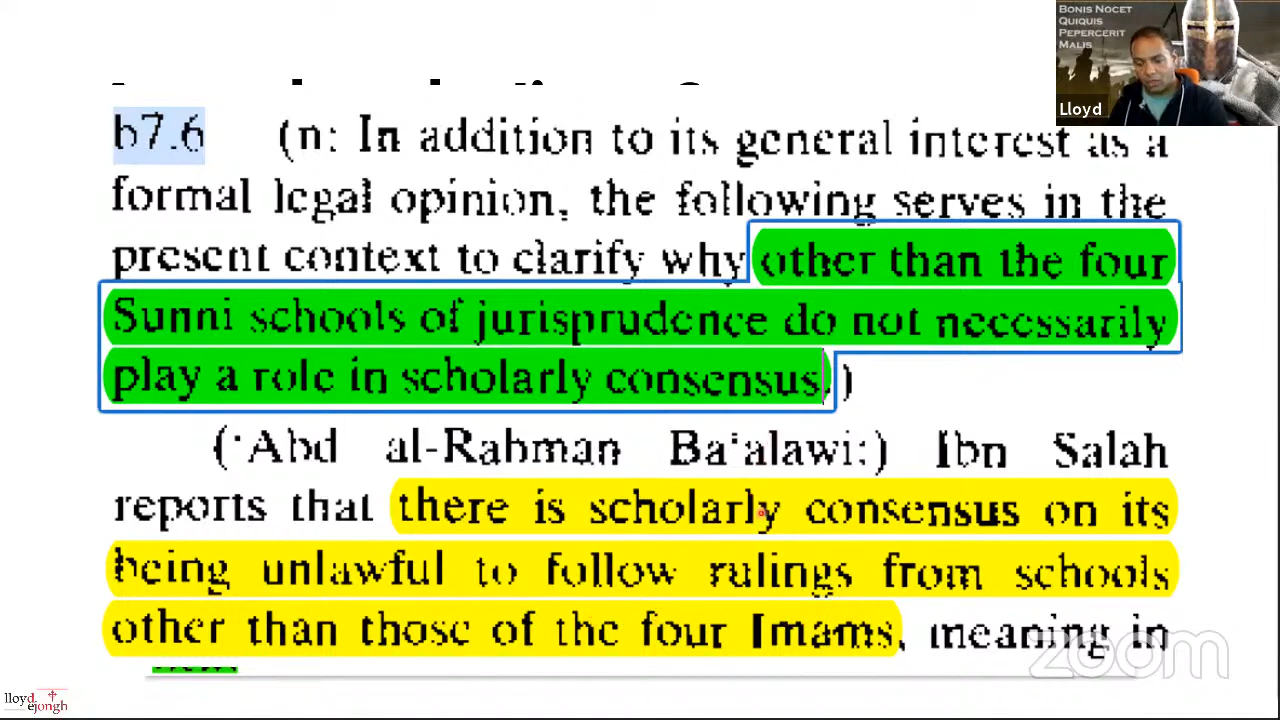 BONIS NOCET
QUIQUIS
PEPERCERIT
MALIS
Lloyd
b7.6 (n: In addition to its general interest as a
formal legal opinion, the following serves in the
present context to clarify why other than the four
Sunni schools of jurisprudence do not necessarily
play a role in scholarly consensus.)
(ʿAbd al-Rahman Baʿalawi:) Ibn Salah
reports that there is scholarly consensus on its
being unlawful to follow rulings from schools
other than those of the four Imams, meaning in
zoom
lloyd
ejongh